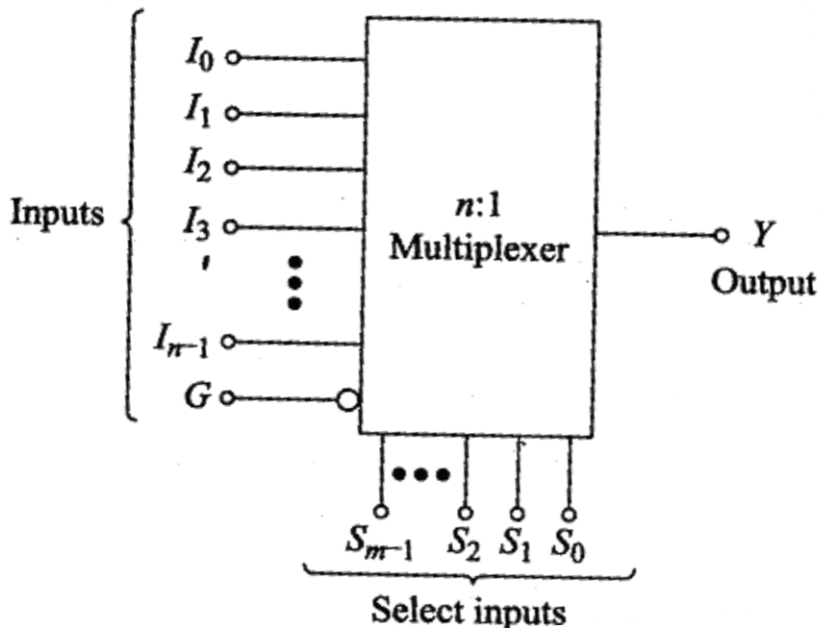 I₀
I₁
I₂
Inputs
I₃
Iₙ₋₁
G
n:1
Multiplexer
Y
Output
Sₘ₋₁ S₂ S₁ S₀
Select inputs